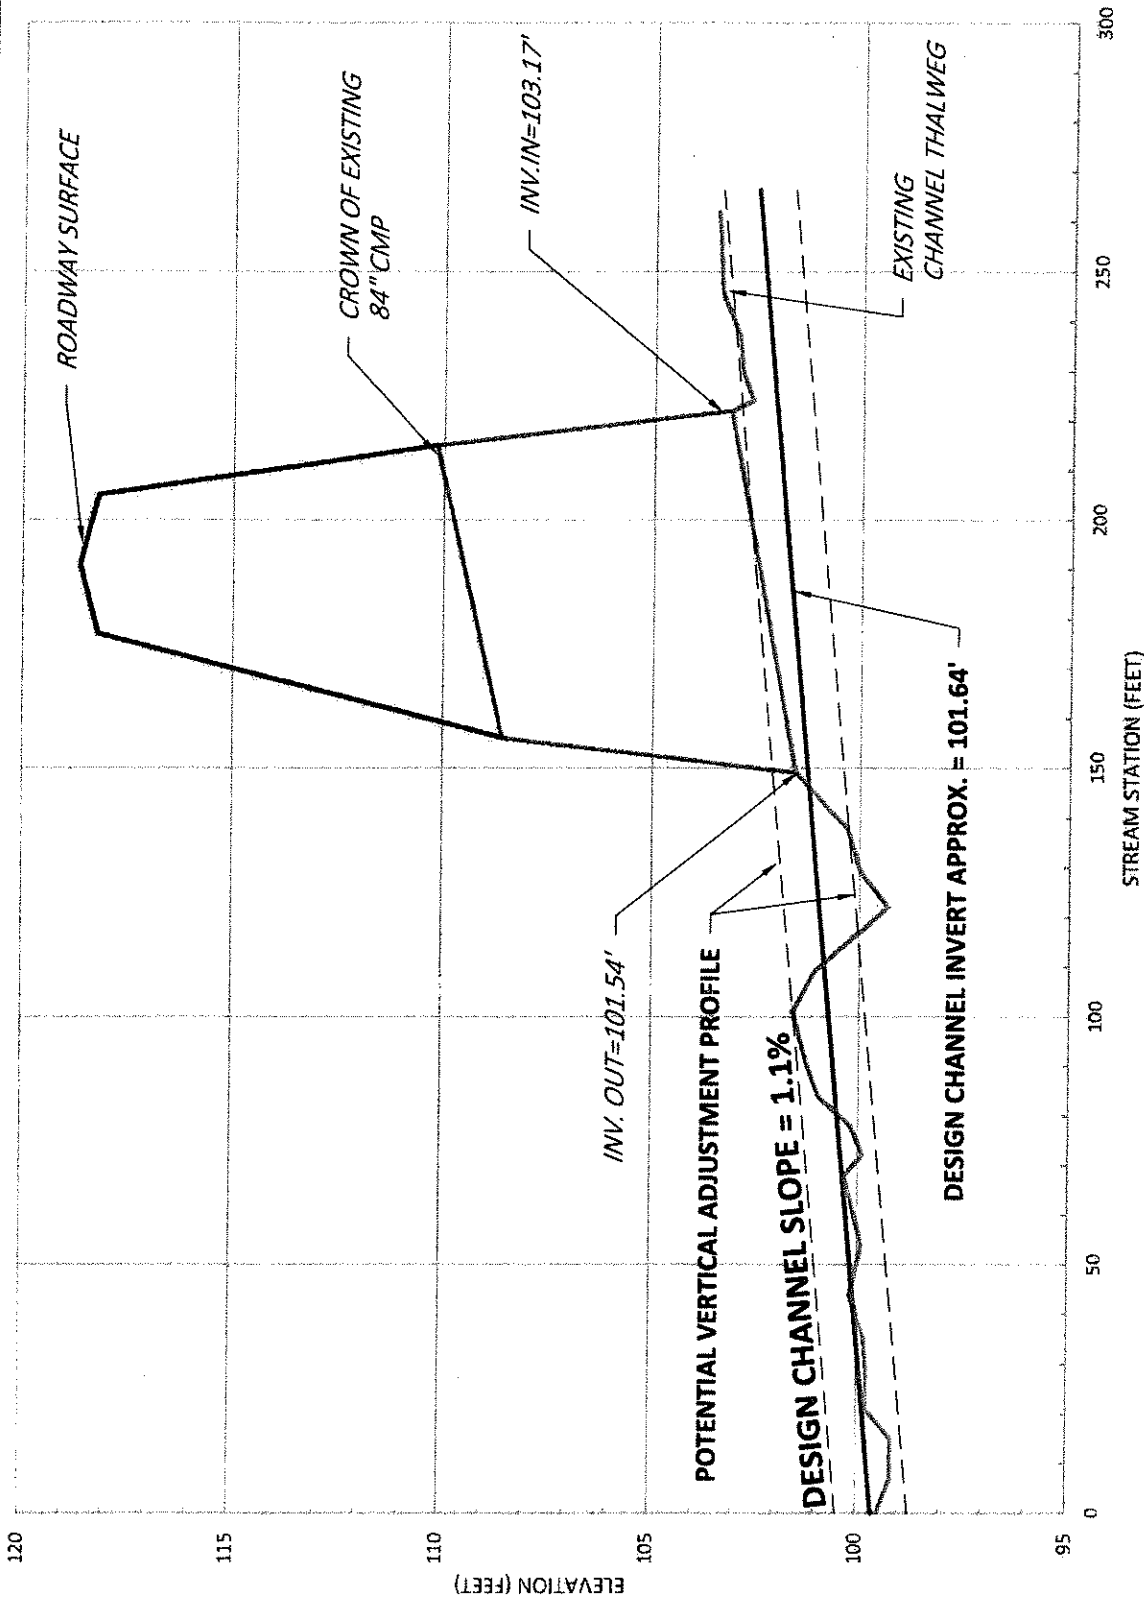 ROADWAY SURFACE
CROWN OF EXISTING
84" CMP
INV.IN=103.17'
EXISTING
CHANNEL THALWEG
INV. OUT=101.54'
POTENTIAL VERTICAL ADJUSTMENT PROFILE
DESIGN CHANNEL SLOPE = 1.1%
DESIGN CHANNEL INVERT APPROX. = 101.64'
ELEVATION (FEET)
120
115
110
105
100
95
0
50
100
150
200
250
300
STREAM STATION (FEET)